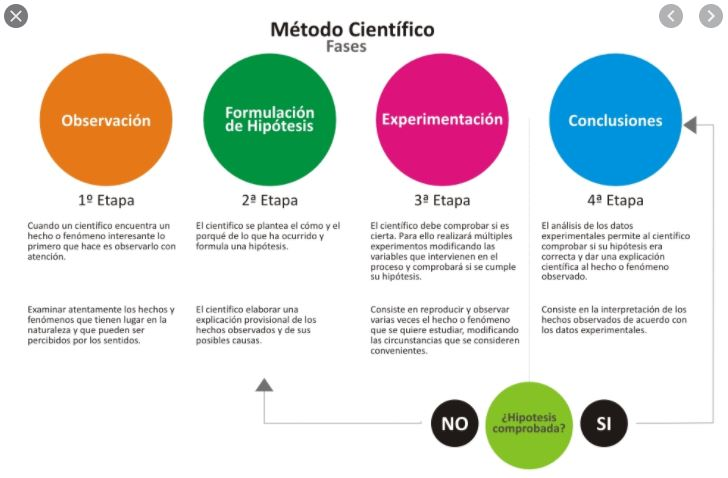 Método Científico
Fases
Observación
Formulación
de Hipótesis
Experimentación
Conclusiones
1º Etapa
2ª Etapa
3ª Etapa
4ª Etapa
Cuando un científico encuentra un
hecho o fenómeno interesante lo
primero que hace es observarlo con
atención.
El científico se plantea el cómo y el
porqué de lo que ha ocurrido y
formula una hipótesis.
El científico debe comprobar si es
cierta. Para ello realizará múltiples
experimentos modificando las
variables que intervienen en el
proceso y comprobará si se cumple
su hipótesis.
El análisis de los datos
experimentales permite al científico
comprobar si su hipótesis era
correcta y dar una explicación
científica al hecho o fenómeno
observado.
Examinar atentamente los hechos y
fenómenos que tienen lugar en la
naturaleza y que pueden ser
percibidos por los sentidos.
El científico elaborar una
explicación provisional de los
hechos observados y de sus
posibles causas.
Consiste en reproducir y observar
varias veces el hecho o fenómeno
que se quiere estudiar, modificando
las circunstancias que se consideren
convenientes.
Consiste en la interpretación de los
hechos observados de acuerdo con
los datos experimentales.
NO
¿Hipotesis
comprobada?
SI